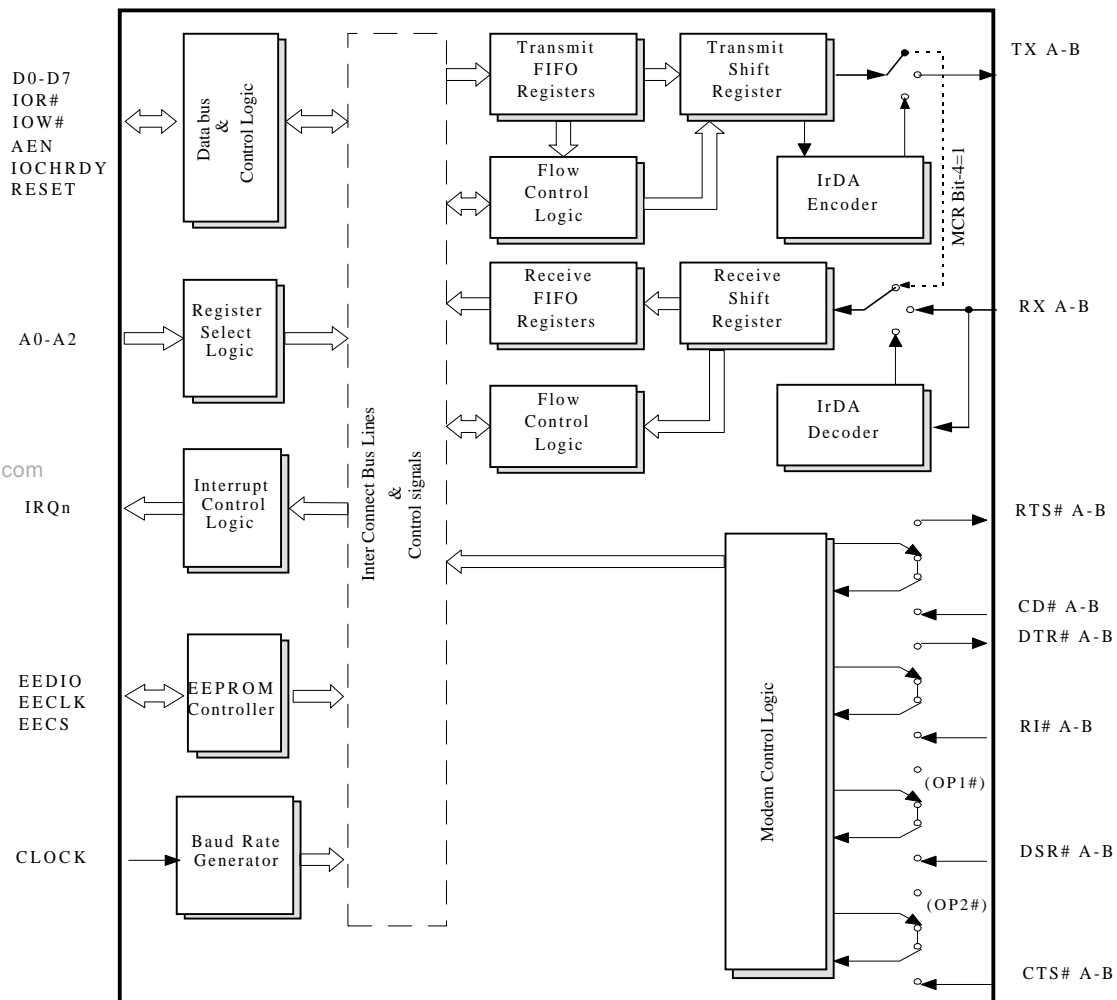 D0-D7
IOR#
IOW#
AEN
IOCHRDY
RESET
A0-A2
com
IRQn
EEDIO
EECLK
EECS
CLOCK
Data bus
&
Control Logic
Register
Select
Logic
Interrupt
Control
Logic
EEPROM
Controller
Baud Rate
Generator
Inter Connect Bus Lines
&
Control signals
Transmit
FIFO
Registers
Transmit
Shift
Register
Flow
Control
Logic
IrDA
Encoder
MCR Bit-4=1
Receive
FIFO
Registers
Receive
Shift
Register
Flow
Control
Logic
IrDA
Decoder
Modem Control Logic
(OP1#)
(OP2#)
TX A-B
RX A-B
RTS# A-B
CD# A-B
DTR# A-B
RI# A-B
DSR# A-B
CTS# A-B